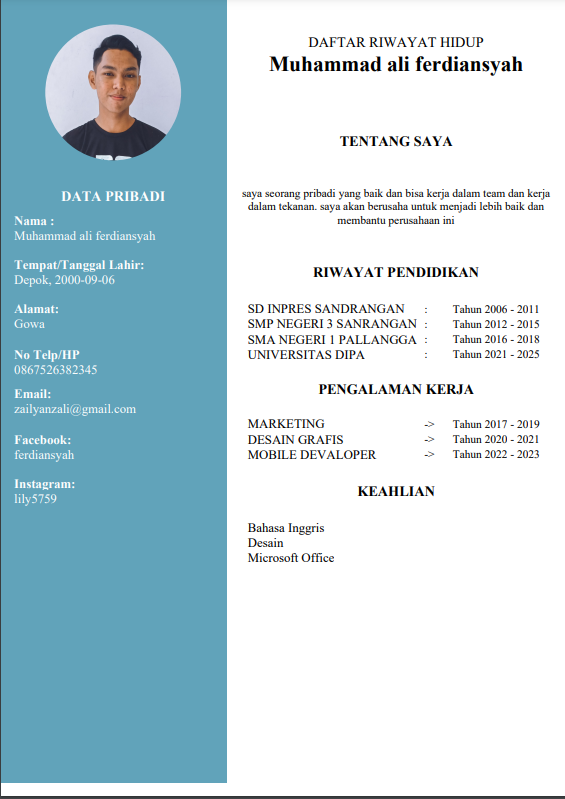 DATA PRIBADI
Nama :
Muhammad ali ferdiansyah
Tempat/Tanggal Lahir:
Depok, 2000-09-06
Alamat:
Gowa
No Telp/HP
0867526382345
Email:
zailyanzali@gmail.com
Facebook:
ferdiansyah
Instagram:
lily5759
DAFTAR RIWAYAT HIDUP
Muhammad ali ferdiansyah
TENTANG SAYA
saya seorang pribadi yang baik dan bisa kerja dalam team dan kerja
dalam tekanan. saya akan berusaha untuk menjadi lebih baik dan
membantu perusahaan ini
RIWAYAT PENDIDIKAN
SD INPRES SANDRANGAN : Tahun 2006 - 2011
SMP NEGERI 3 SANRANGAN : Tahun 2012 - 2015
SMA NEGERI 1 PALLANGGA : Tahun 2016 - 2018
UNIVERSITAS DIPA : Tahun 2021 - 2025
PENGALAMAN KERJA
MARKETING -> Tahun 2017 - 2019
DESAIN GRAFIS -> Tahun 2020 - 2021
MOBILE DEVALOPER -> Tahun 2022 - 2023
KEAHLIAN
Bahasa Inggris
Desain
Microsoft Office